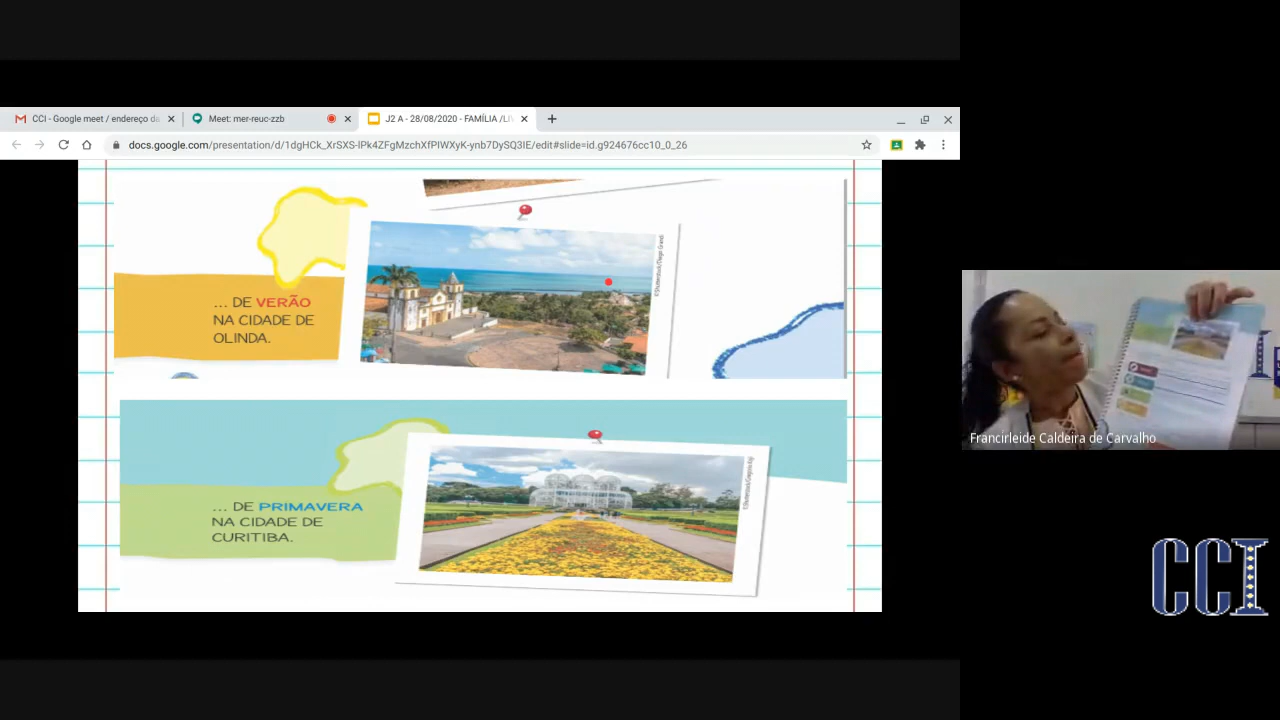 CCI - Google meet / endereço da
Meet: mer-reuc-zzb
J2 A - 28/08/2020 - FAMÍLIA /LIV
docs.google.com/presentation/d/1dgHCk_XrSXS-lPk4ZFgMzchXfPIWXyK-ynb7DySQ3IE/edit#slide=id.g924676cc10_0_26
... DE VERÃO
NA CIDADE DE
OLINDA.
... DE PRIMAVERA
NA CIDADE DE
CURITIBA.
Francirleide Caldeira de Carvalho
CCI